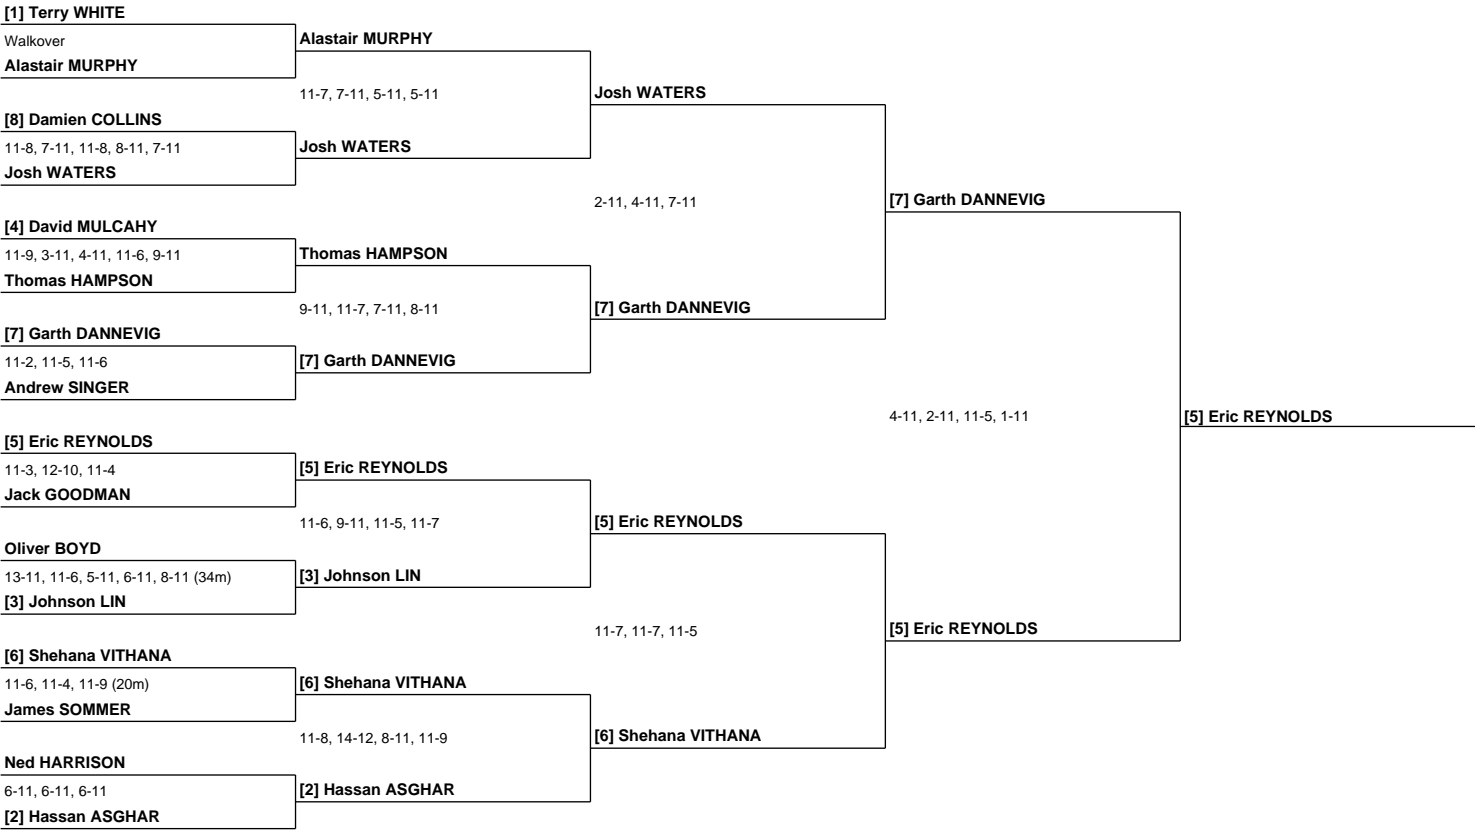 [1] Terry WHITE
Walkover
Alastair MURPHY
[8] Damien COLLINS
11-8, 7-11, 11-8, 8-11, 7-11
Josh WATERS
[4] David MULCAHY
11-9, 3-11, 4-11, 11-6, 9-11
Thomas HAMPSON
[7] Garth DANNEVIG
11-2, 11-5, 11-6
Andrew SINGER
[5] Eric REYNOLDS
11-3, 12-10, 11-4
Jack GOODMAN
Oliver BOYD
13-11, 11-6, 5-11, 6-11, 8-11 (34m)
[3] Johnson LIN
[6] Shehana VITHANA
11-6, 11-4, 11-9 (20m)
James SOMMER
Ned HARRISON
6-11, 6-11, 6-11
[2] Hassan ASGHAR
Alastair MURPHY
11-7, 7-11, 5-11, 5-11
Josh WATERS
Thomas HAMPSON
9-11, 11-7, 7-11, 8-11
[7] Garth DANNEVIG
[5] Eric REYNOLDS
11-6, 9-11, 11-5, 11-7
[3] Johnson LIN
[6] Shehana VITHANA
11-8, 14-12, 8-11, 11-9
[2] Hassan ASGHAR
Josh WATERS
2-11, 4-11, 7-11
[7] Garth DANNEVIG
[5] Eric REYNOLDS
11-7, 11-7, 11-5
[6] Shehana VITHANA
[7] Garth DANNEVIG
4-11, 2-11, 11-5, 1-11
[5] Eric REYNOLDS
[5] Eric REYNOLDS